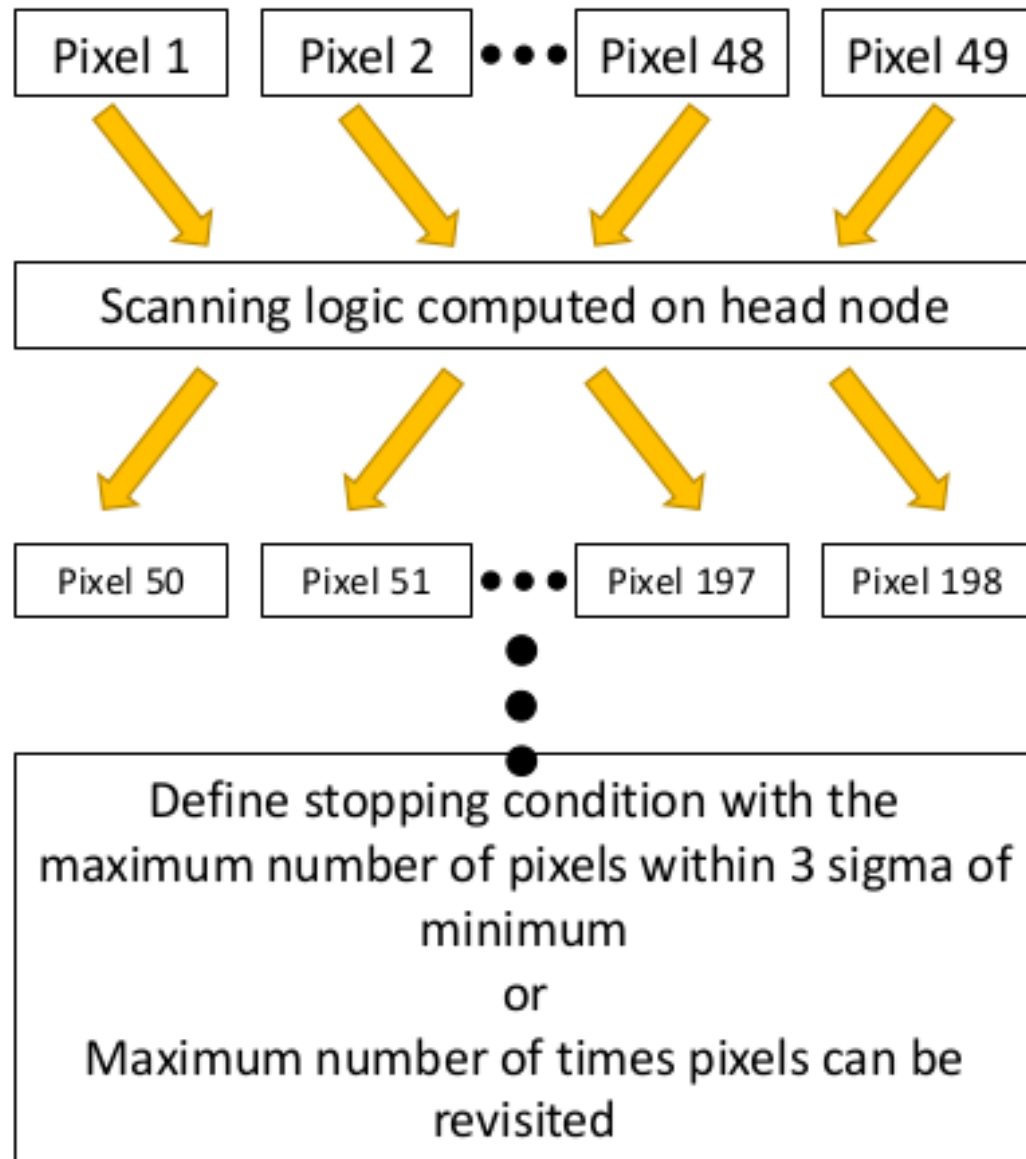 Pixel 1 Pixel 2 Pixel 48 Pixel 49
Scanning logic computed on head node
Pixel 50 Pixel 51 Pixel 197 Pixel 198
Define stopping condition with the
maximum number of pixels within 3 sigma of
minimum
or
Maximum number of times pixels can be
revisited